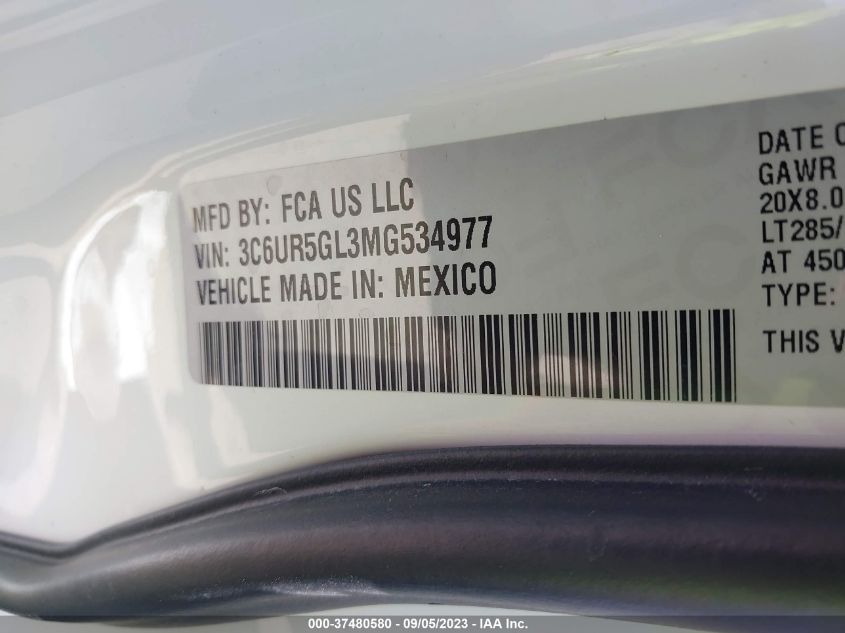 MFD BY: FCA US LLC
VIN: 3C6UR5GL3MG534977
VEHICLE MADE IN: MEXICO
DATE O
GAWR
20X8.0
LT285/
AT 450
TYPE:
THIS V
000-37480580 - 09/05/2023 - IAA Inc.